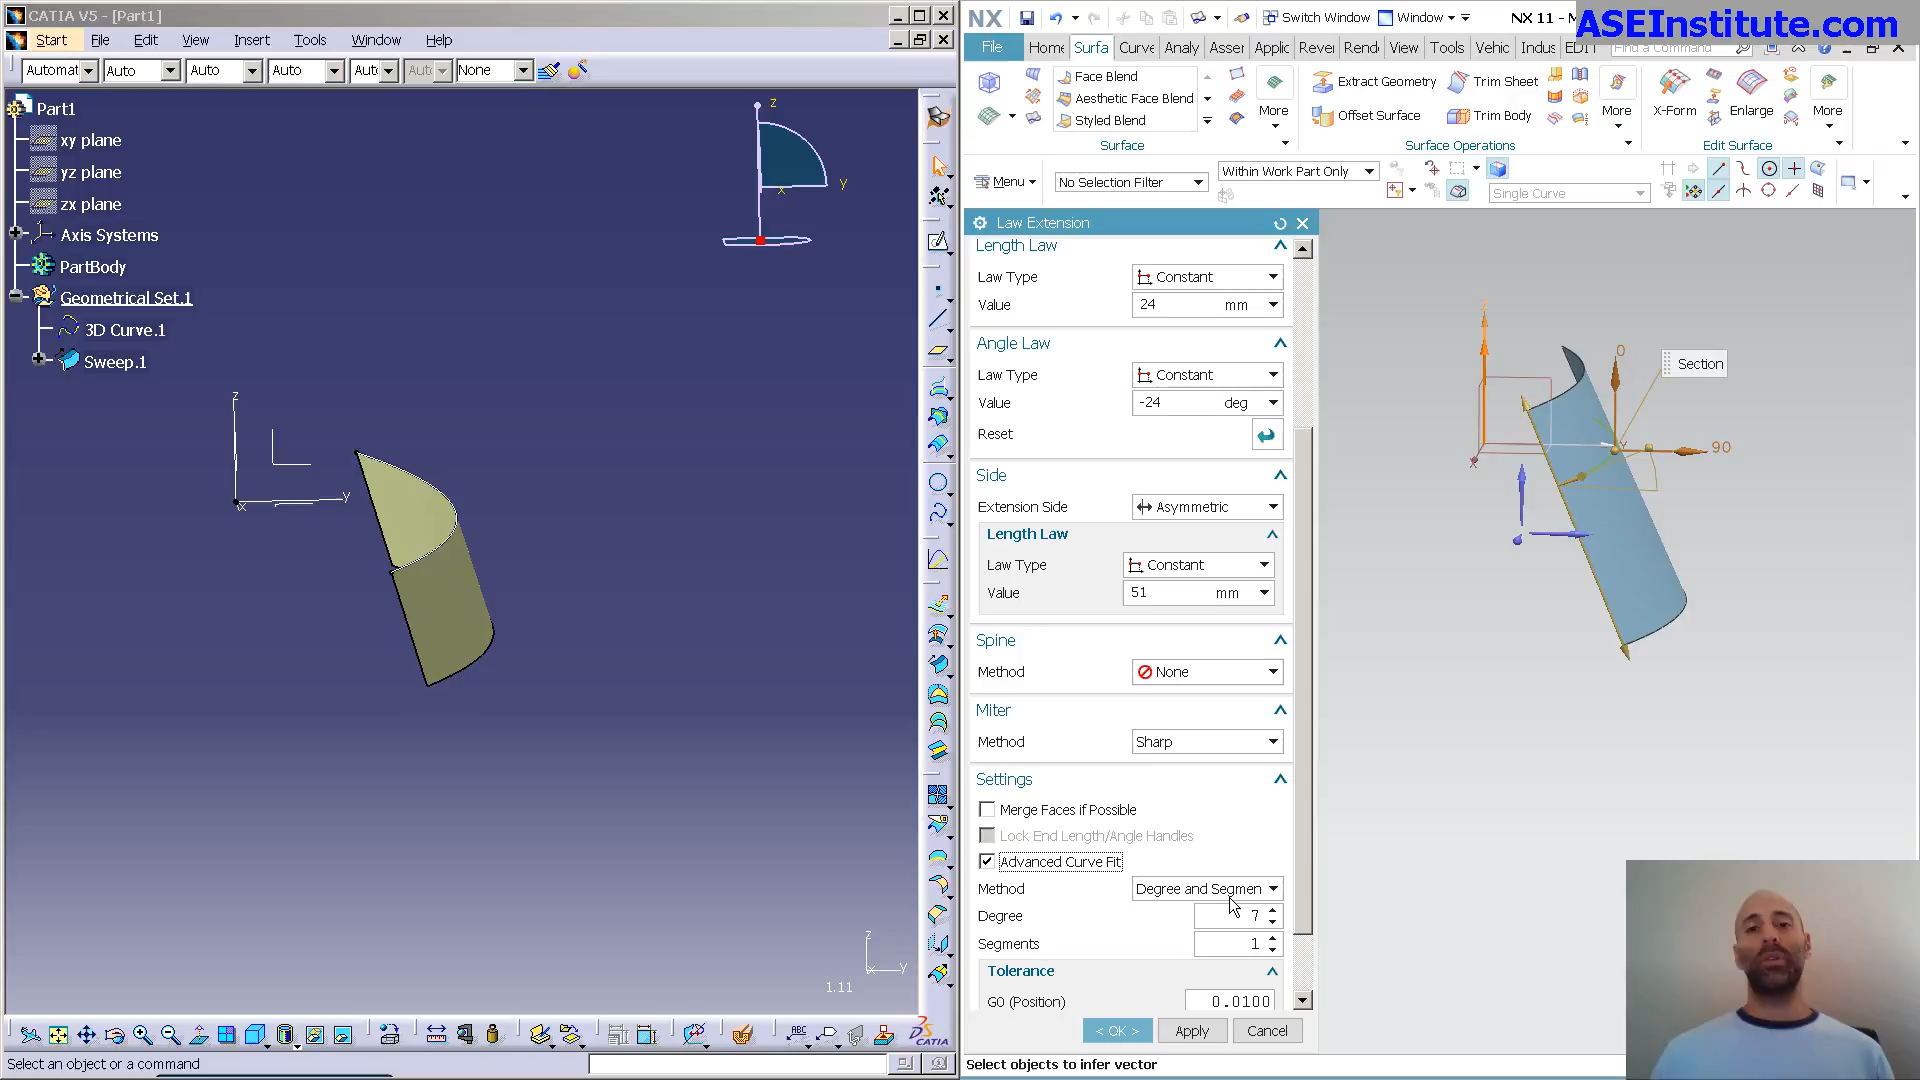 CATIA V5 - [Part1]
Start File Edit View Insert Tools Window Help
Automat Auto Auto Auto Aut Aut None
Part1
xy plane
yz plane
zx plane
Axis Systems
PartBody
Geometrical Set.1
3D Curve.1
Sweep.1
z
y
x
z
y
x
z
x y
1.11
ABC
CATIA
Select an object or a command
NX
Switch Window
Window
NX 11 - M
ASEInstitute.com
File Home Surfa Curve Analy Asser Applic Revei Rend View Tools Vehic Indus
Find a Command
Face Blend
Aesthetic Face Blend
Styled Blend
More
Surface
Extract Geometry
Offset Surface
Trim Sheet
Trim Body
More
Surface Operations
X-Form
Enlarge
More
Edit Surface
Menu
No Selection Filter
Within Work Part Only
Single Curve
Law Extension
Length Law
Law Type Constant
Value 24 mm
Angle Law
Law Type Constant
Value -24 deg
Reset
Side
Extension Side Asymmetric
Length Law
Law Type Constant
Value 51 mm
Spine
Method None
Miter
Method Sharp
Settings
Merge Faces if Possible
Lock End Length/Angle Handles
Advanced Curve Fit
Method Degree and Segmen
Degree 7
Segments 1
Tolerance
G0 (Position) 0.0100
< OK > Apply Cancel
Select objects to infer vector
0
Section
Y
90
X